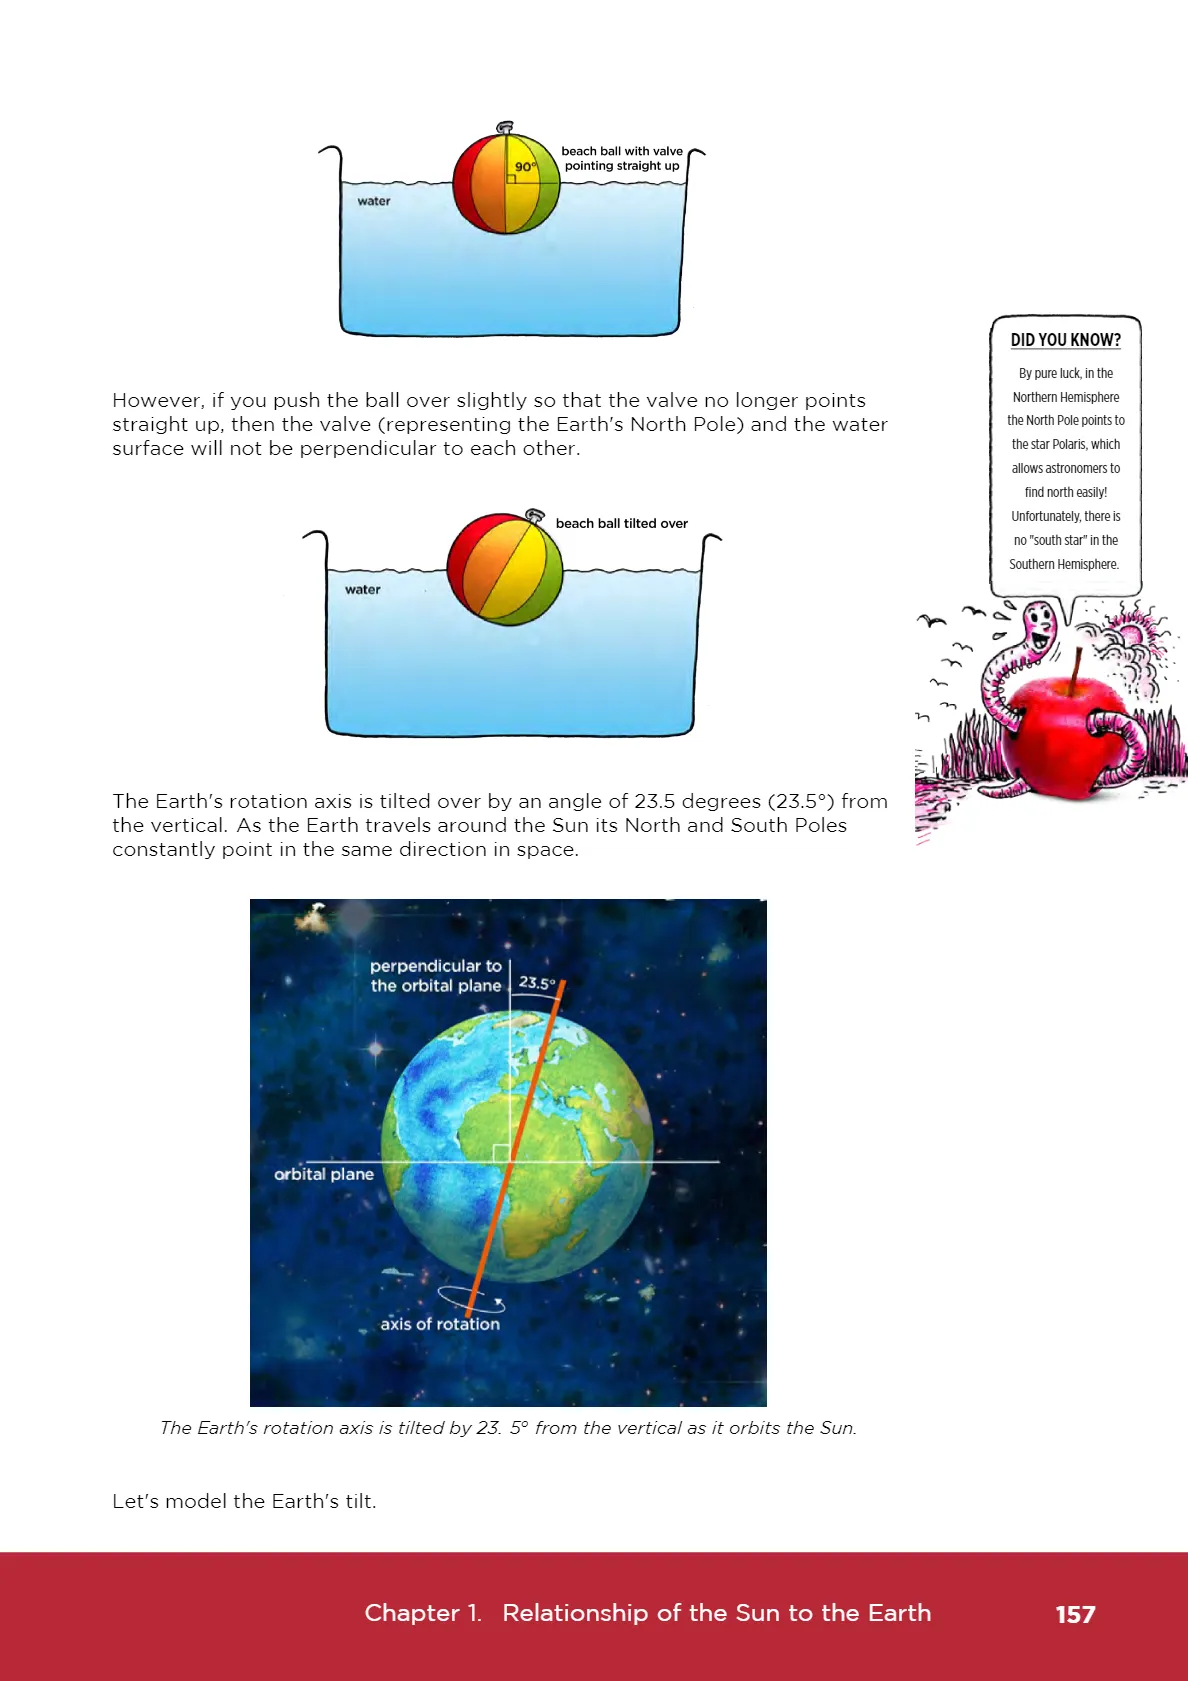 beach ball with valve
pointing straight up
90°
water
However, if you push the ball over slightly so that the valve no longer points
straight up, then the valve (representing the Earth's North Pole) and the water
surface will not be perpendicular to each other.
beach ball tilted over
water
DID YOU KNOW?
By pure luck, in the
Northern Hemisphere
the North Pole points to
the star Polaris, which
allows astronomers to
find north easily!
Unfortunately, there is
no "south star" in the
Southern Hemisphere.
The Earth's rotation axis is tilted over by an angle of 23.5 degrees (23.5°) from
the vertical. As the Earth travels around the Sun its North and South Poles
constantly point in the same direction in space.
perpendicular to
the orbital plane
23.5°
orbital plane
axis of rotation
The Earth's rotation axis is tilted by 23. 5° from the vertical as it orbits the Sun.
Let's model the Earth's tilt.
Chapter 1. Relationship of the Sun to the Earth 157